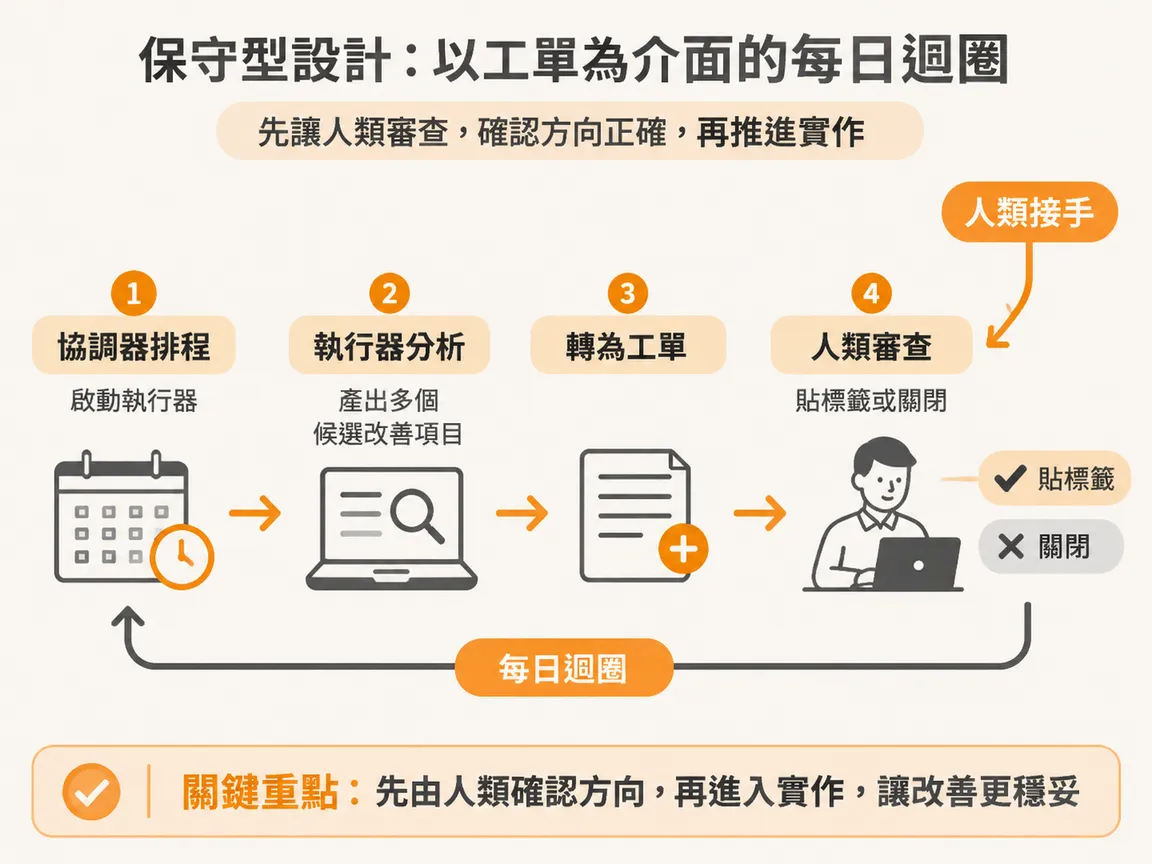 保守型設計：以工單為介面的每日迴圈
先讓人類審查，確認方向正確，再推進實作
人類接手
1
協調器排程
啟動執行器
2
執行器分析
產出多個
候選改善項目
3
轉為工單
4
人類審查
貼標籤或關閉
貼標籤
關閉
每日迴圈
關鍵重點：先由人類確認方向，再進入實作，讓改善更穩妥